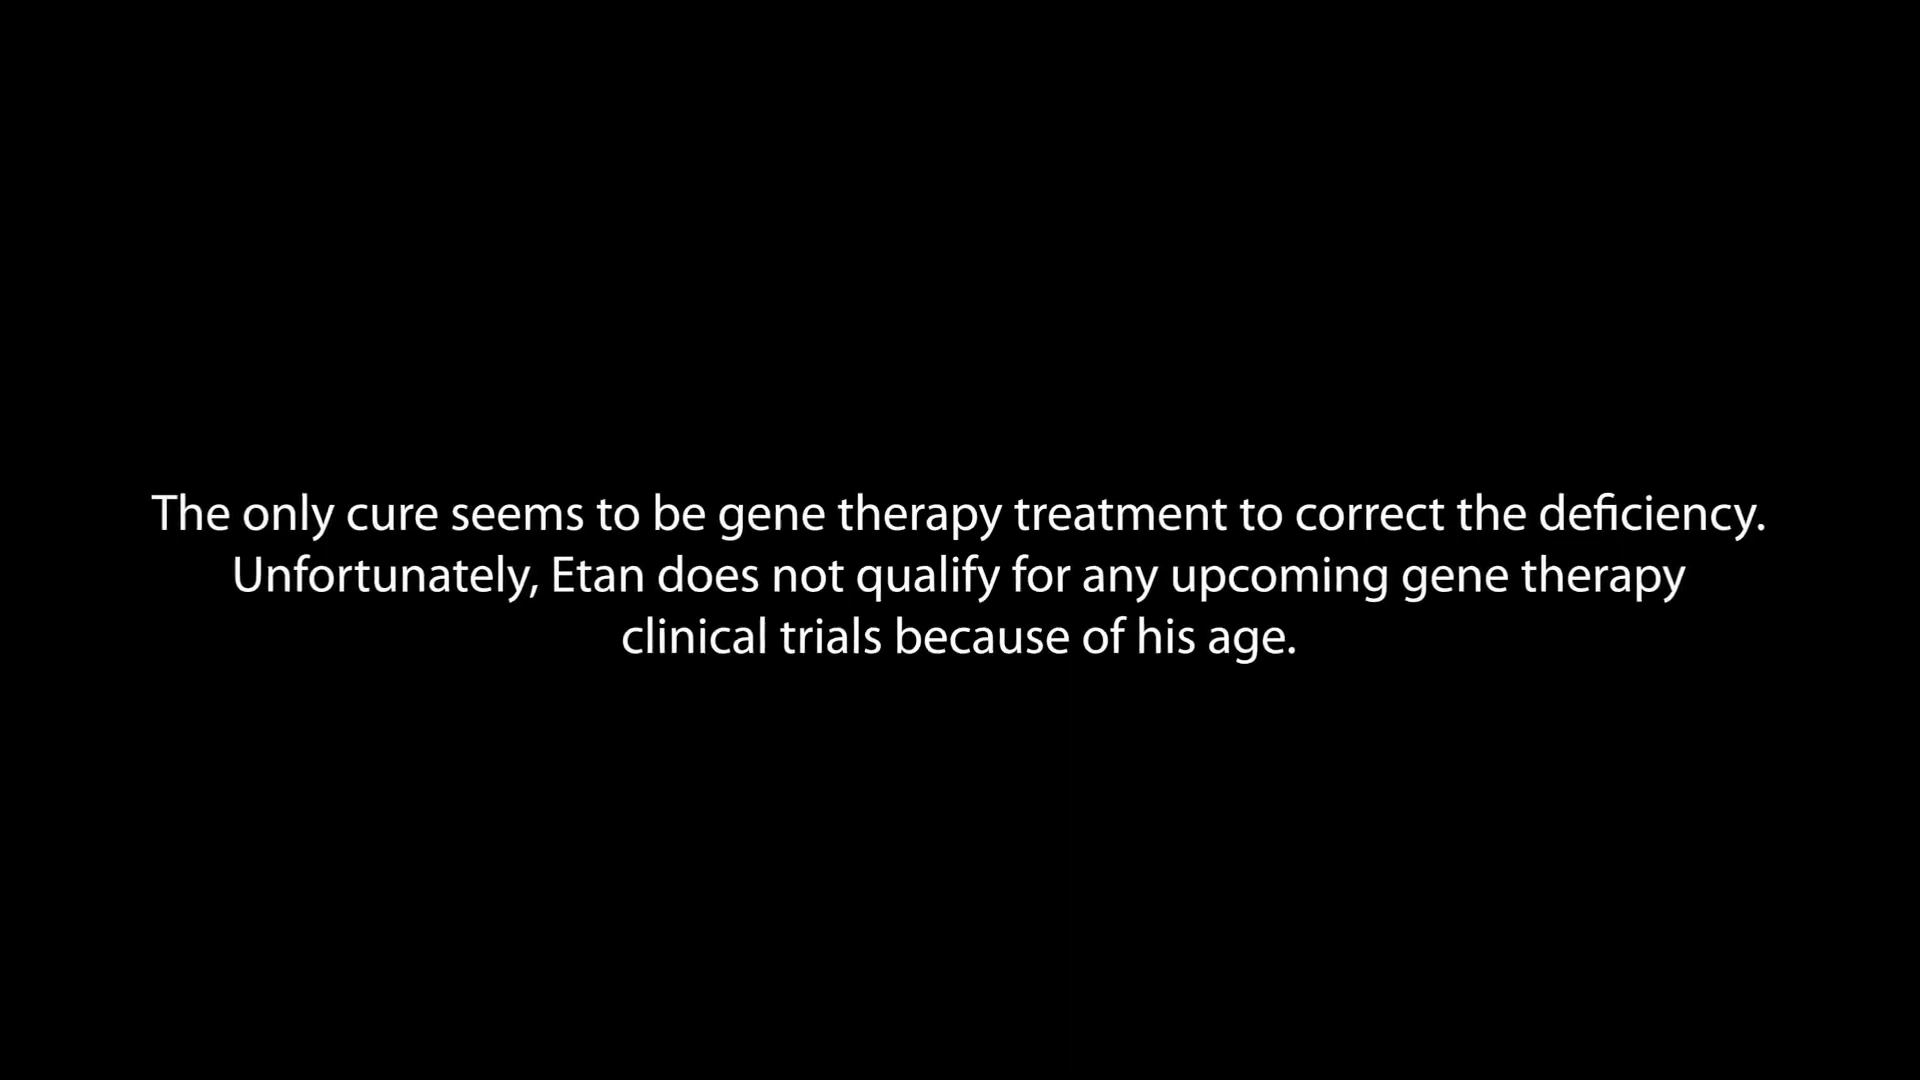 The only cure seems to be gene therapy treatment to correct the deficiency.
Unfortunately, Etan does not qualify for any upcoming gene therapy
clinical trials because of his age.